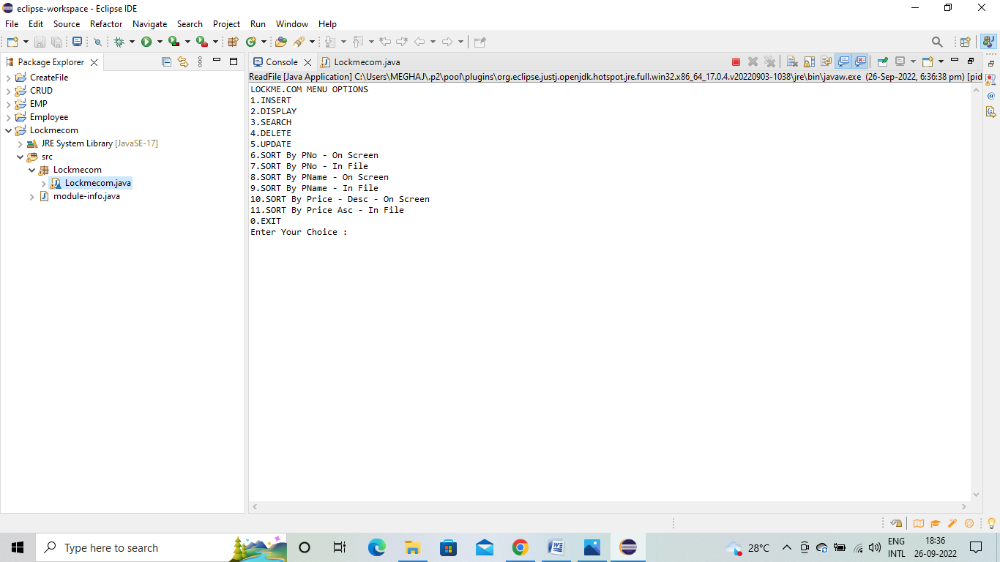 eclipse-workspace - Eclipse IDE
File Edit Source Refactor Navigate Search Project Run Window Help
Package Explorer
CreateFile
CRUD
EMP
Employee
Lockmecom
JRE System Library [JavaSE-17]
src
Lockmecom
Lockmecom.java
module-info.java
Console Lockmecom.java
ReadFile [Java Application] C:\Users\MEGHAJ\.p2\pool\plugins\org.eclipse.justj.openjdk.hotspot.jre.full.win32.x86_64_17.0.4.v20220903-1038\jre\bin\javaw.exe (26-Sep-2022, 6:36:38 pm) [pid
LOCKME.COM MENU OPTIONS
1.INSERT
2.DISPLAY
3.SEARCH
4.DELETE
5.UPDATE
6.SORT By PNo - On Screen
7.SORT By PNo - In File
8.SORT By PName - On Screen
9.SORT By PName - In File
10.SORT By Price - Desc - On Screen
11.SORT By Price Asc - In File
0.EXIT
Enter Your Choice :
Type here to search
28°C
ENG
INTL
18:36
26-09-2022